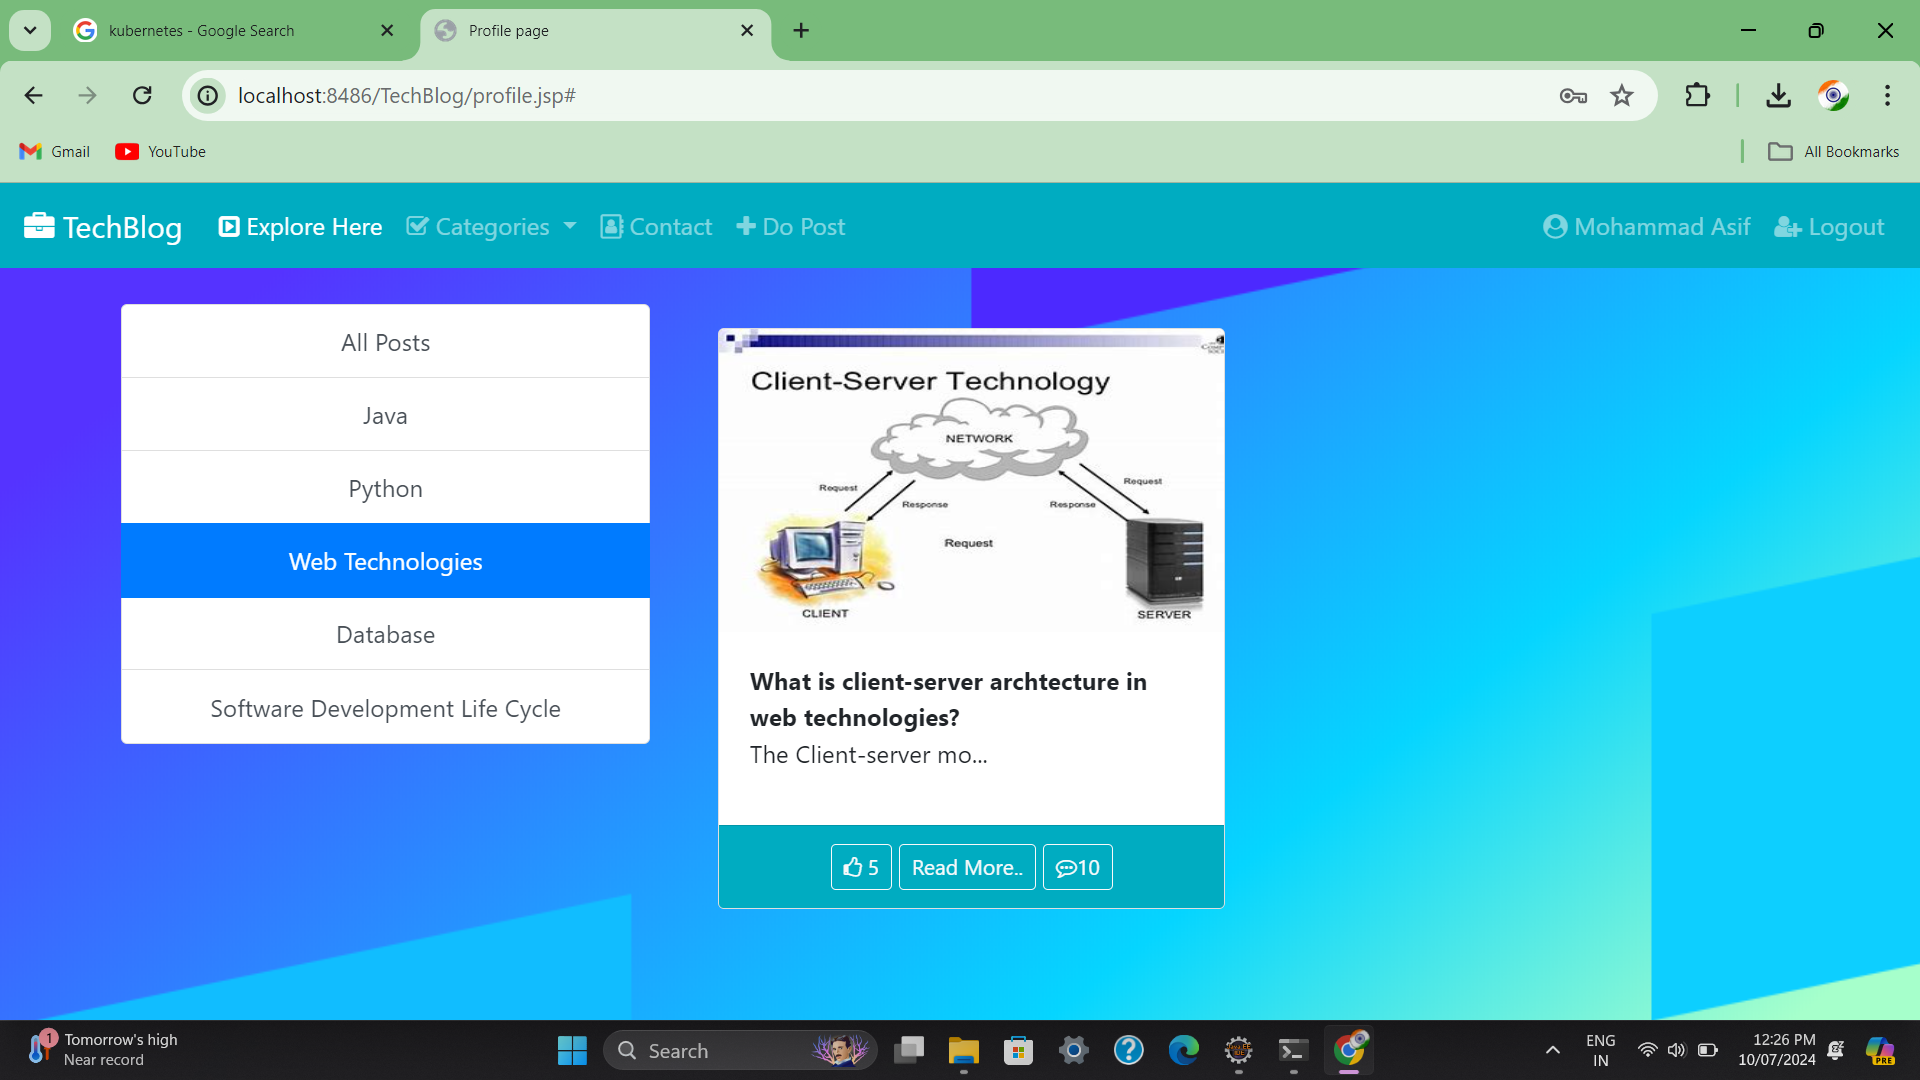 kubernetes - Google Search
Profile page
localhost:8486/TechBlog/profile.jsp#
Gmail
YouTube
All Bookmarks
TechBlog
Explore Here
Categories
Contact
Do Post
Mohammad Asif
Logout
All Posts
Java
Python
Web Technologies
Database
Software Development Life Cycle
Client-Server Technology
NETWORK
Request
Response
Request
Response
Request
CLIENT
SERVER
What is client-server archtecture in
web technologies?
The Client-server mo...
5
Read More..
10
1
Tomorrow's high
Near record
Search
ENG
IN
12:26 PM
10/07/2024
PRE